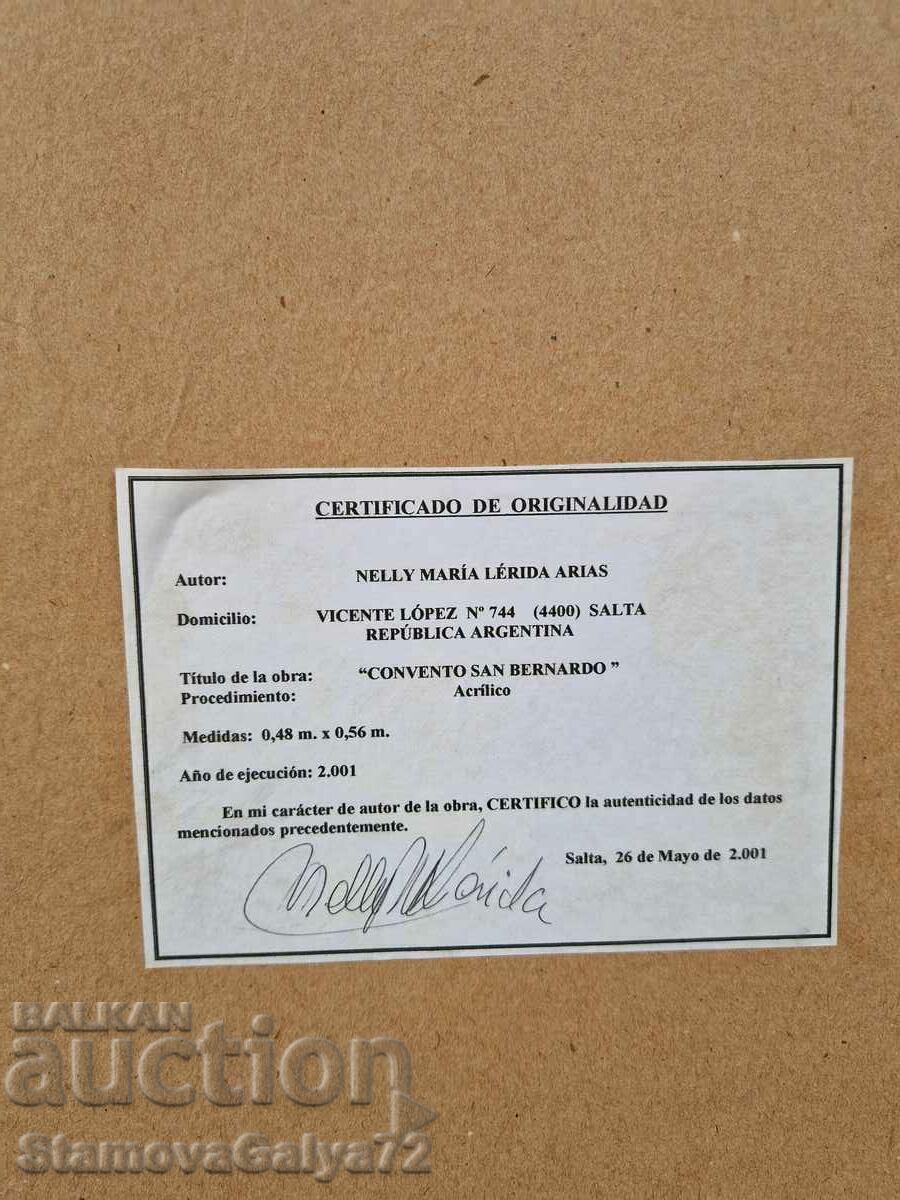 CERTIFICADO DE ORIGINALIDAD
Autor: NELLY MARÍA LÉRIDA ARIAS
Domicilio: VICENTE LÓPEZ Nº 744 (4400) SALTA
REPÚBLICA ARGENTINA
Título de la obra: “CONVENTO SAN BERNARDO ”
Procedimiento: Acrílico
Medidas: 0,48 m. x 0,56 m.
Año de ejecución: 2.001
En mi carácter de autor de la obra, CERTIFICO la autenticidad de los datos
mencionados precedentemente.
Salta, 26 de Mayo de 2.001
Nelly M Lérida
BALKAN
auction
StamovaGalya72